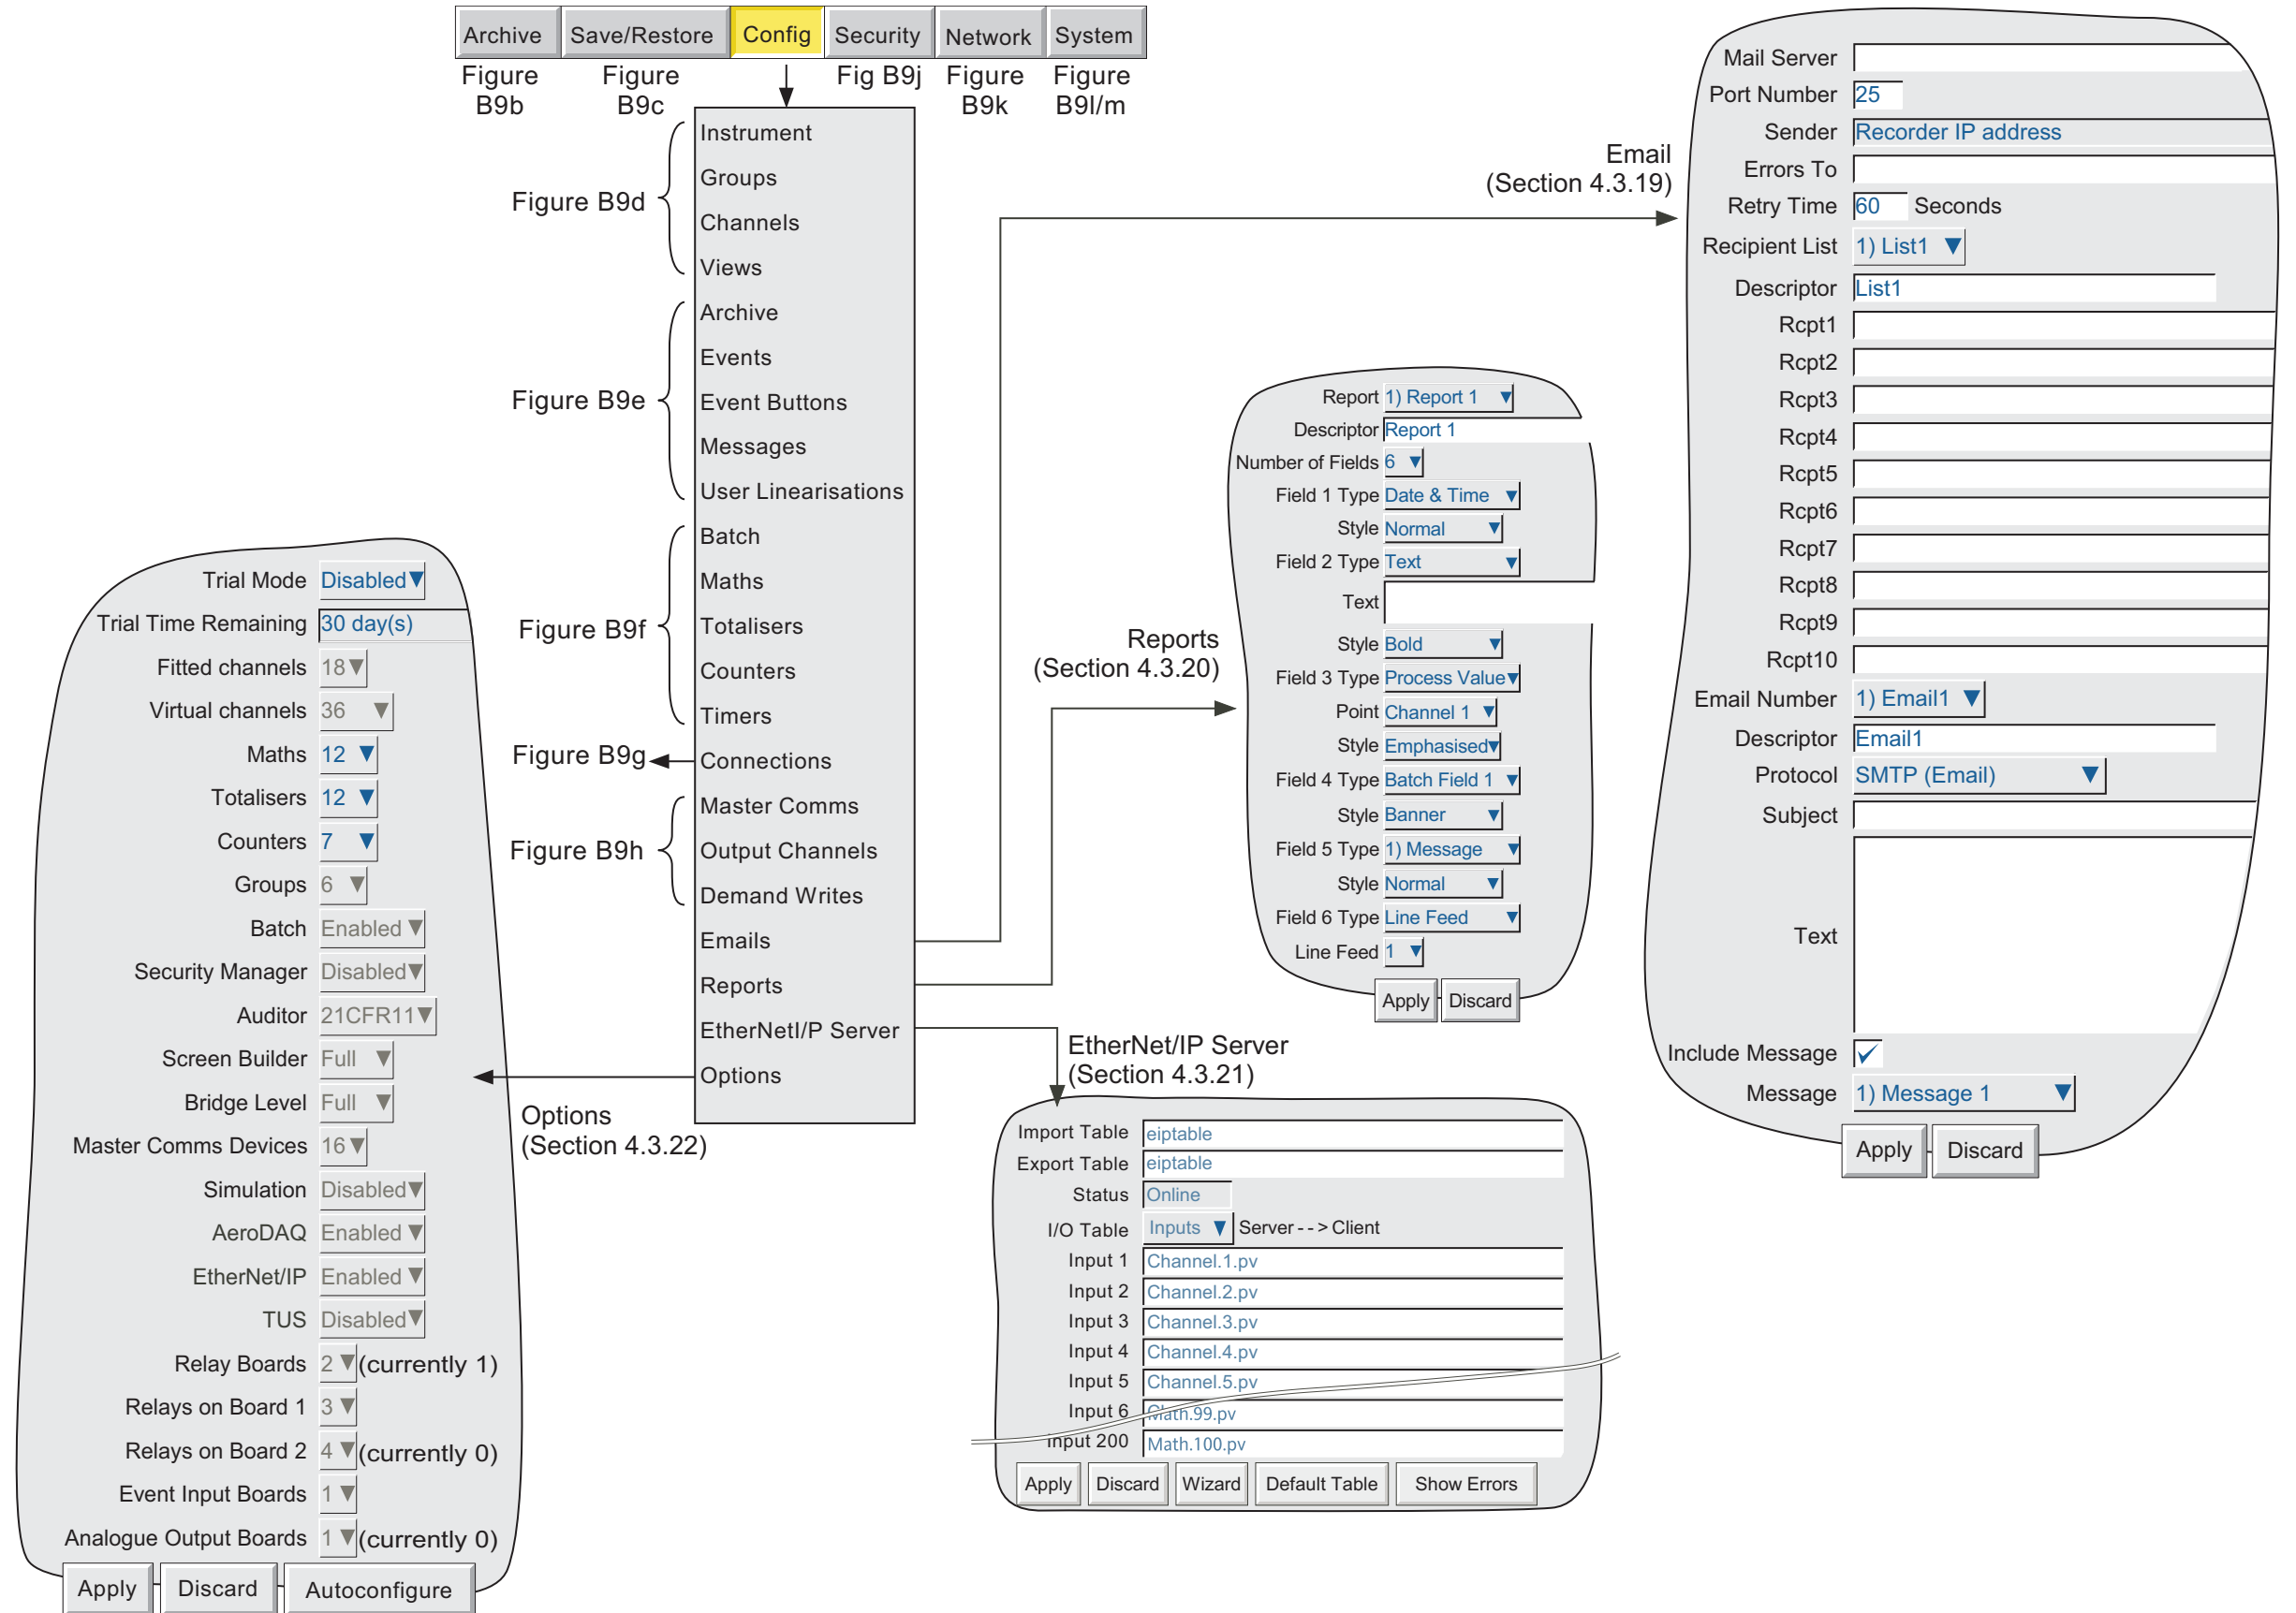 Archive Save/Restore Config Security Network System
Figure B9b
Figure B9c
Fig B9j
Figure B9k
Figure B9l/m
Instrument
Groups
Channels
Views
Figure B9d
Archive
Events
Event Buttons
Messages
User Linearisations
Figure B9e
Batch
Maths
Totalisers
Counters
Timers
Figure B9f
Connections
Figure B9g
Master Comms
Output Channels
Demand Writes
Figure B9h
Emails
Reports
EtherNetI/P Server
Options
Email
(Section 4.3.19)
Reports
(Section 4.3.20)
EtherNet/IP Server
(Section 4.3.21)
Options
(Section 4.3.22)
Trial Mode Disabled
Trial Time Remaining 30 day(s)
Fitted channels 18
Virtual channels 36
Maths 12
Totalisers 12
Counters 7
Groups 6
Batch Enabled
Security Manager Disabled
Auditor 21CFR11
Screen Builder Full
Bridge Level Full
Master Comms Devices 16
Simulation Disabled
AeroDAQ Enabled
EtherNet/IP Enabled
TUS Disabled
Relay Boards 2 (currently 1)
Relays on Board 1 3
Relays on Board 2 4 (currently 0)
Event Input Boards 1
Analogue Output Boards 1 (currently 0)
Apply Discard Autoconfigure
Report 1) Report 1
Descriptor Report 1
Number of Fields 6
Field 1 Type Date & Time
Style Normal
Field 2 Type Text
Text
Style Bold
Field 3 Type Process Value
Point Channel 1
Style Emphasised
Field 4 Type Batch Field 1
Style Banner
Field 5 Type 1) Message
Style Normal
Field 6 Type Line Feed
Line Feed 1
Apply Discard
Import Table eiptable
Export Table eiptable
Status Online
I/O Table Inputs Server - - > Client
Input 1 Channel.1.pv
Input 2 Channel.2.pv
Input 3 Channel.3.pv
Input 4 Channel.4.pv
Input 5 Channel.5.pv
Input 6 Math.99.pv
Input 200 Math.100.pv
Apply Discard Wizard Default Table Show Errors
Mail Server
Port Number 25
Sender Recorder IP address
Errors To
Retry Time 60 Seconds
Recipient List 1) List1
Descriptor List1
Rcpt1
Rcpt2
Rcpt3
Rcpt4
Rcpt5
Rcpt6
Rcpt7
Rcpt8
Rcpt9
Rcpt10
Email Number 1) Email1
Descriptor Email1
Protocol SMTP (Email)
Subject
Text
Include Message
Message 1) Message 1
Apply Discard